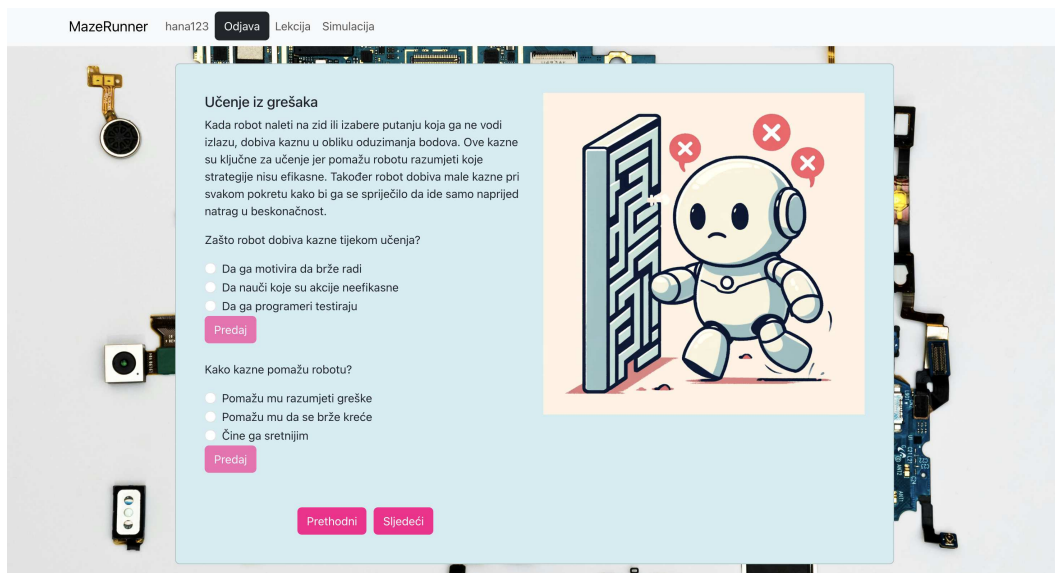 MazeRunner hana123 Odjava Lekcija Simulacija
Učenje iz grešaka
Kada robot naleti na zid ili izabere putanju koja ga ne vodi
izlazu, dobiva kaznu u obliku oduzimanja bodova. Ove kazne
su ključne za učenje jer pomažu robotu razumjeti koje
strategije nisu efikasne. Također robot dobiva male kazne pri
svakom pokretu kako bi ga se spriječilo da ide samo naprijed
natrag u beskonačnost.
Zašto robot dobiva kazne tijekom učenja?
Da ga motivira da brže radi
Da nauči koje su akcije neefikasne
Da ga programeri testiraju
Predaj
Kako kazne pomažu robotu?
Pomažu mu razumjeti greške
Pomažu mu da se brže kreće
Čine ga sretnijim
Predaj
Prethodni Sljedeći